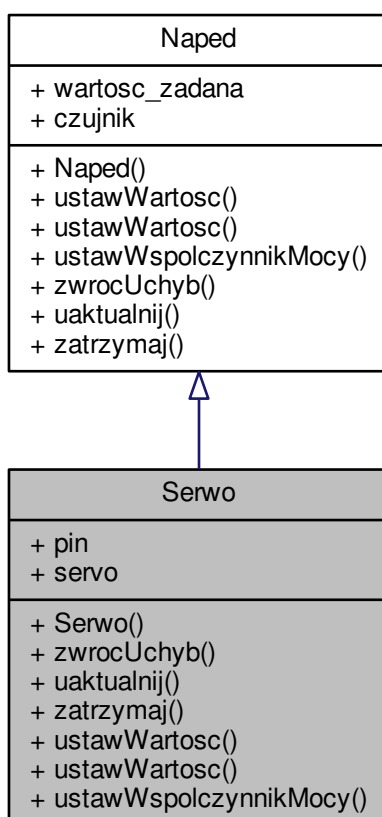 Naped
+ wartosc_zadana
+ czujnik
+ Naped()
+ ustawWartosc()
+ ustawWartosc()
+ ustawWspolczynnikMocy()
+ zwrocUchyb()
+ uaktualnij()
+ zatrzymaj()
Serwo
+ pin
+ servo
+ Serwo()
+ zwrocUchyb()
+ uaktualnij()
+ zatrzymaj()
+ ustawWartosc()
+ ustawWartosc()
+ ustawWspolczynnikMocy()